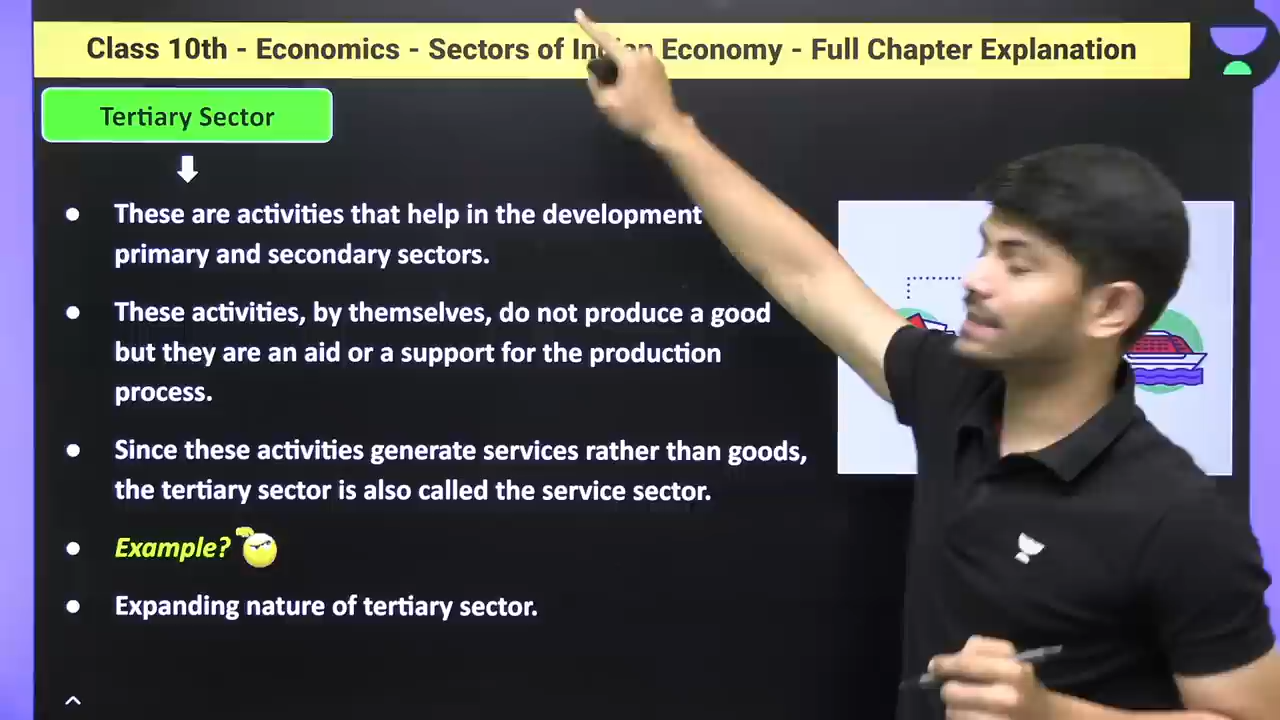 Class 10th - Economics - Sectors of Indian Economy - Full Chapter Explanation
Tertiary Sector
These are activities that help in the development
primary and secondary sectors.
These activities, by themselves, do not produce a good
but they are an aid or a support for the production
process.
Since these activities generate services rather than goods,
the tertiary sector is also called the service sector.
Example?
Expanding nature of tertiary sector.